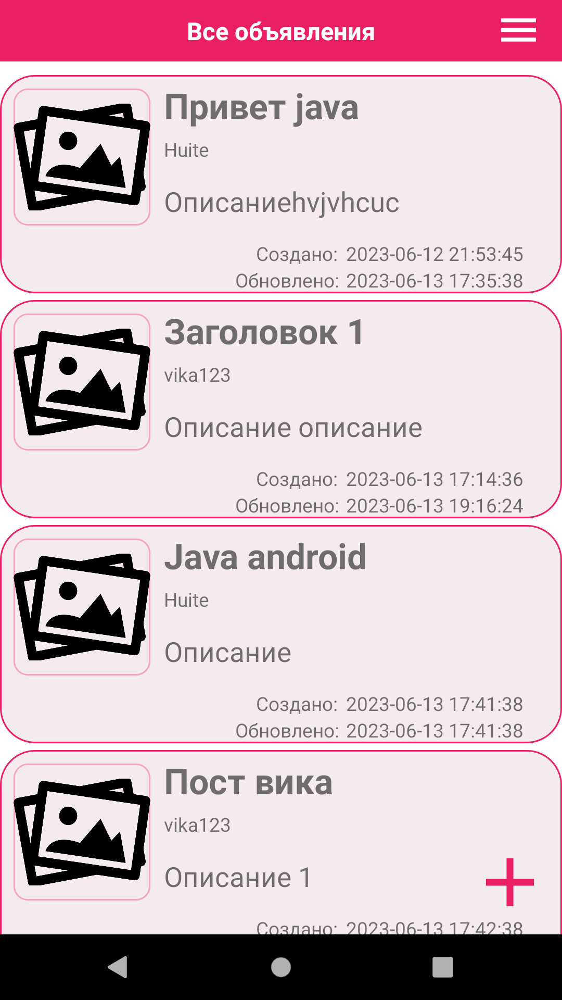 Все объявления
Привет java
Huite
Описаниеhvjvhcuc
Создано: 2023-06-12 21:53:45
Обновлено: 2023-06-13 17:35:38
Заголовок 1
vika123
Описание описание
Создано: 2023-06-13 17:14:36
Обновлено: 2023-06-13 19:16:24
Java android
Huite
Описание
Создано: 2023-06-13 17:41:38
Обновлено: 2023-06-13 17:41:38
Пост вика
vika123
Описание 1
Создано: 2023-06-13 17:42:38